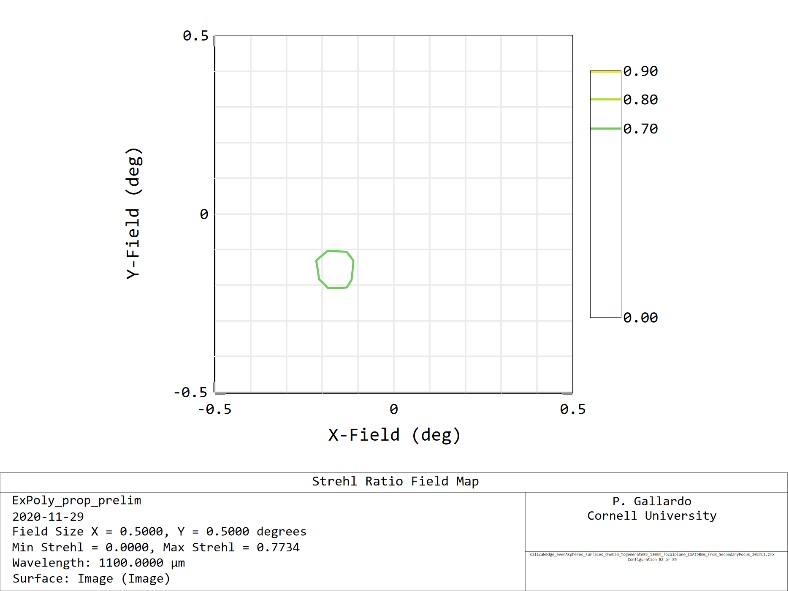 0.5
0
-0.5
Y-Field (deg)
-0.5
0
0.5
X-Field (deg)
0.90
0.80
0.70
0.00
Strehl Ratio Field Map
ExPoly_prop_prelim
2020-11-29
Field Size X = 0.5000, Y = 0.5000 degrees
Min Strehl = 0.0000, Max Strehl = 0.7734
Wavelength: 1100.0000 µm
Surface: Image (Image)
P. Gallardo
Cornell University